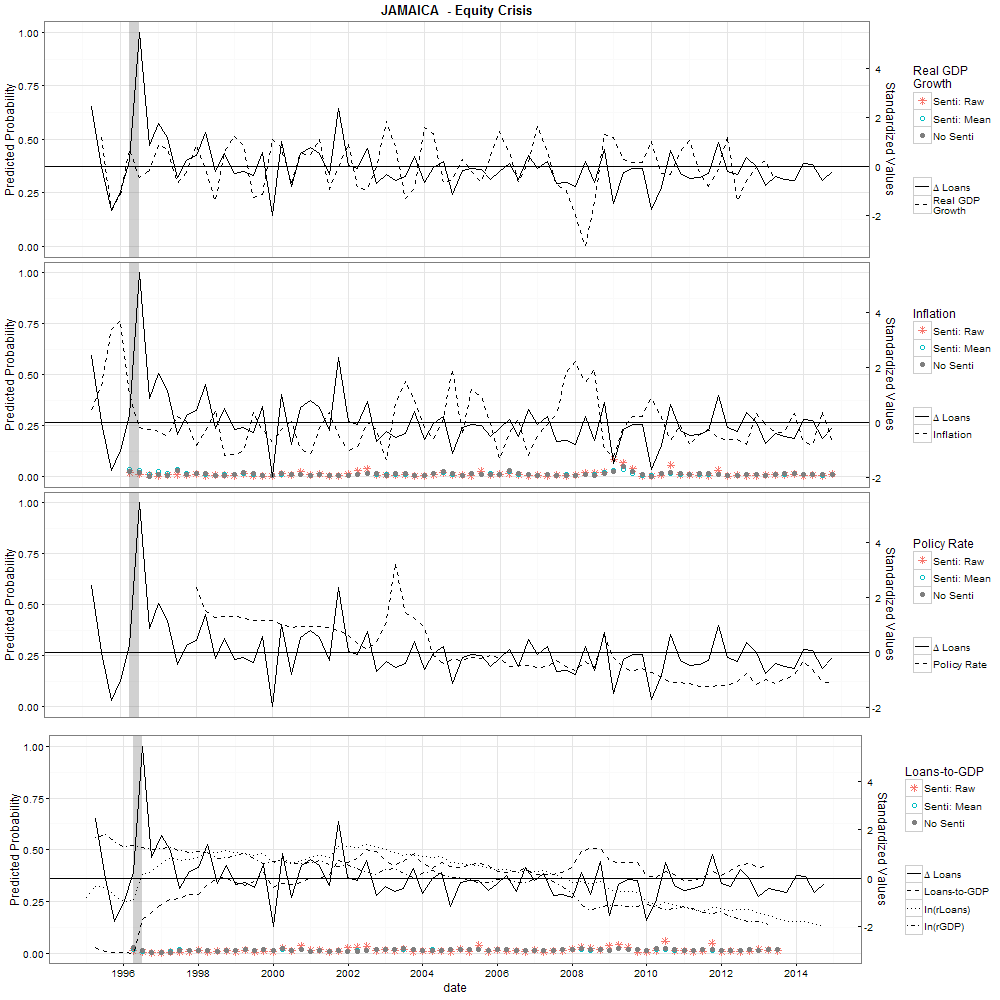 JAMAICA - Equity Crisis
1.00
0.75
0.50
0.25
0.00
Predicted Probability
4
2
0
-2
Standardized Values
Real GDP
Growth
Senti: Raw
Senti: Mean
No Senti
Δ Loans
Real GDP
Growth
1.00
0.75
0.50
0.25
0.00
Predicted Probability
4
2
0
-2
Standardized Values
Inflation
Senti: Raw
Senti: Mean
No Senti
Δ Loans
Inflation
1.00
0.75
0.50
0.25
0.00
Predicted Probability
4
2
0
-2
Standardized Values
Policy Rate
Senti: Raw
Senti: Mean
No Senti
Δ Loans
Policy Rate
1.00
0.75
0.50
0.25
0.00
Predicted Probability
4
2
0
-2
Standardized Values
Loans-to-GDP
Senti: Raw
Senti: Mean
No Senti
Δ Loans
Loans-to-GDP
ln(rLoans)
ln(rGDP)
1996
1998
2000
2002
2004
2006
2008
2010
2012
2014
date